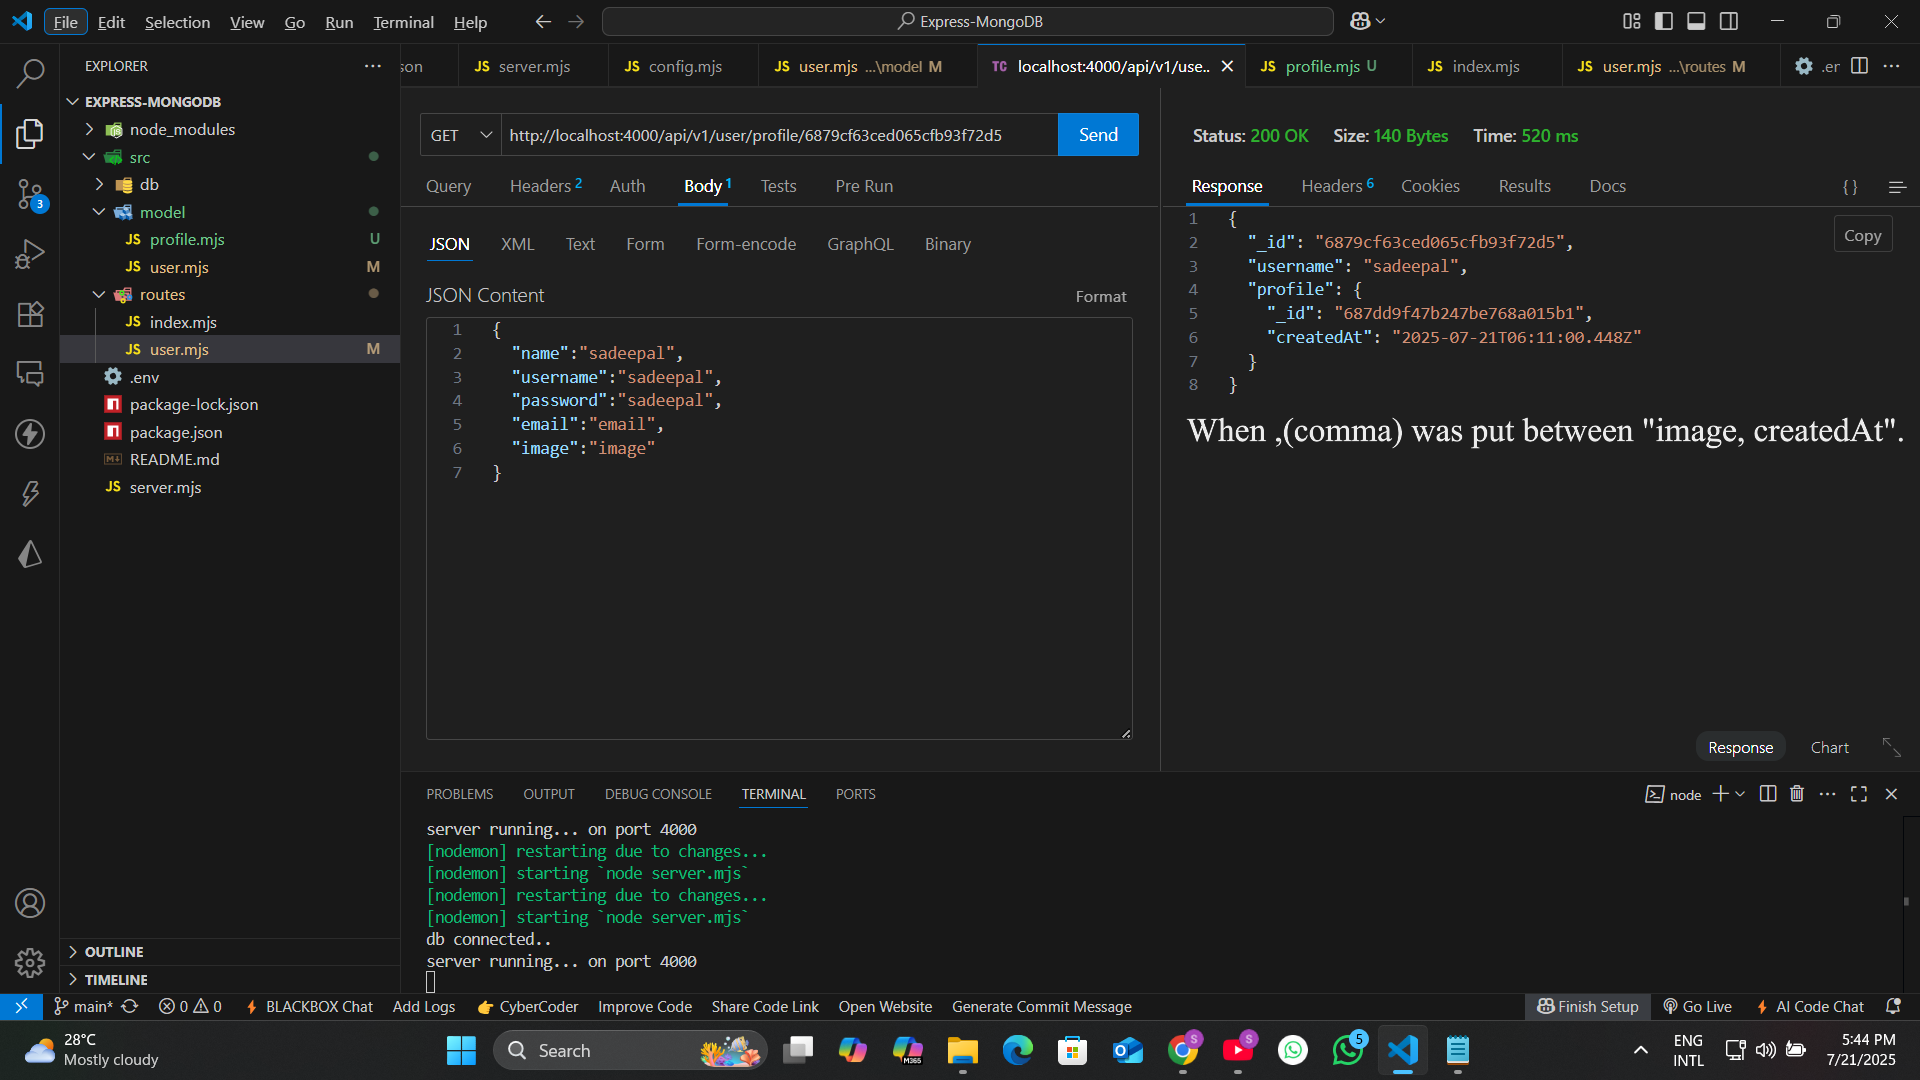 File Edit Selection View Go Run Terminal Help
Express-MongoDB
EXPLORER
EXPRESS-MONGODB
node_modules
src
db
model
JS profile.mjs U
JS user.mjs M
routes
JS index.mjs
JS user.mjs M
.env
package-lock.json
package.json
README.md
JS server.mjs
OUTLINE
TIMELINE
3
son
JS server.mjs
JS config.mjs
JS user.mjs ...\model M
TC localhost:4000/api/v1/use..
JS profile.mjs U
JS index.mjs
JS user.mjs ...\routes M
.er
GET http://localhost:4000/api/v1/user/profile/6879cf63ced065cfb93f72d5 Send
Query Headers 2 Auth Body 1 Tests Pre Run
JSON XML Text Form Form-encode GraphQL Binary
JSON Content Format
1 {
2 "name":"sadeepal",
3 "username":"sadeepal",
4 "password":"sadeepal",
5 "email":"email",
6 "image":"image"
7 }
Status: 200 OK Size: 140 Bytes Time: 520 ms
Response Headers 6 Cookies Results Docs { }
Copy
1 {
2 "_id": "6879cf63ced065cfb93f72d5",
3 "username": "sadeepal",
4 "profile": {
5 "_id": "687dd9f47b247be768a015b1",
6 "createdAt": "2025-07-21T06:11:00.448Z"
7 }
8 }
When ,(comma) was put between "image, createdAt".
Response Chart
PROBLEMS OUTPUT DEBUG CONSOLE TERMINAL PORTS
node
server running... on port 4000
[nodemon] restarting due to changes...
[nodemon] starting `node server.mjs`
[nodemon] restarting due to changes...
[nodemon] starting `node server.mjs`
db connected..
server running... on port 4000
main* 0 0 BLACKBOX Chat Add Logs CyberCoder Improve Code Share Code Link Open Website Generate Commit Message
Finish Setup Go Live AI Code Chat
28°C
Mostly cloudy
Search
M365
S
S
5
ENG
INTL
5:44 PM
7/21/2025